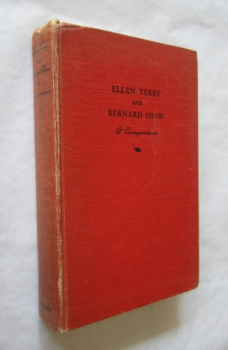 ELLEN TERRY
AND
BERNARD SHAW
A Correspondence